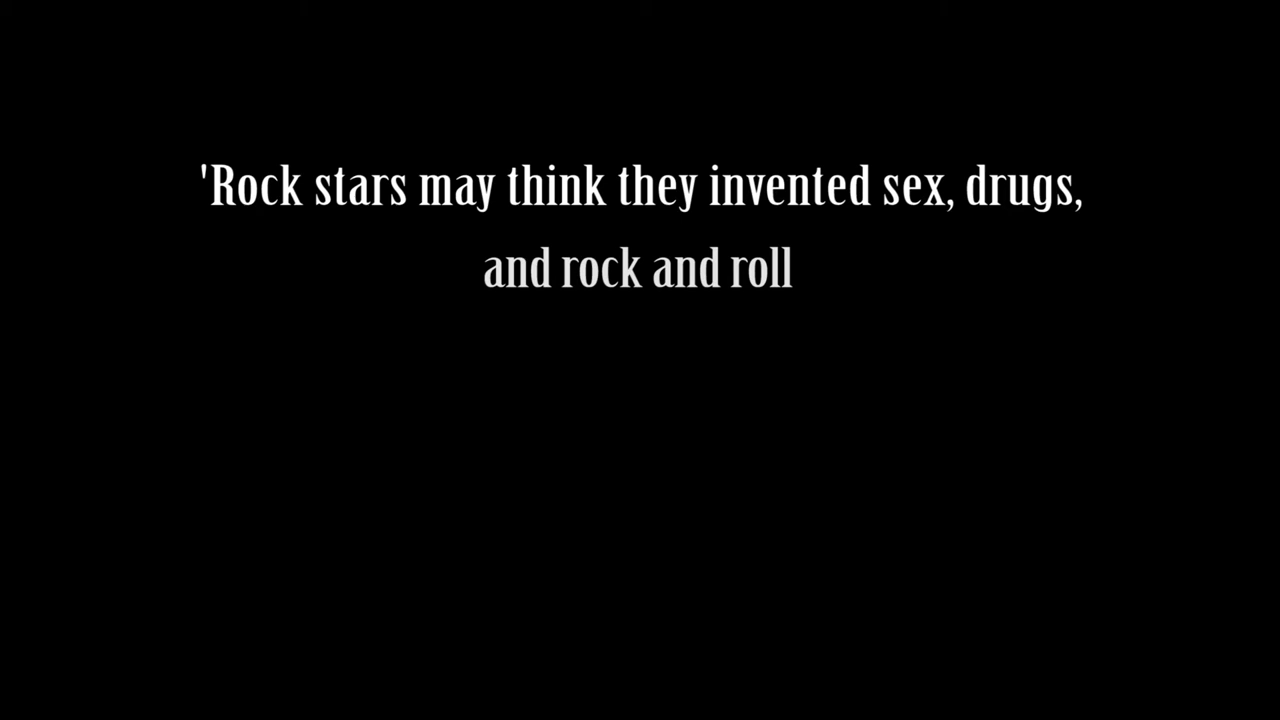 'Rock stars may think they invented sex, drugs,
and rock and roll